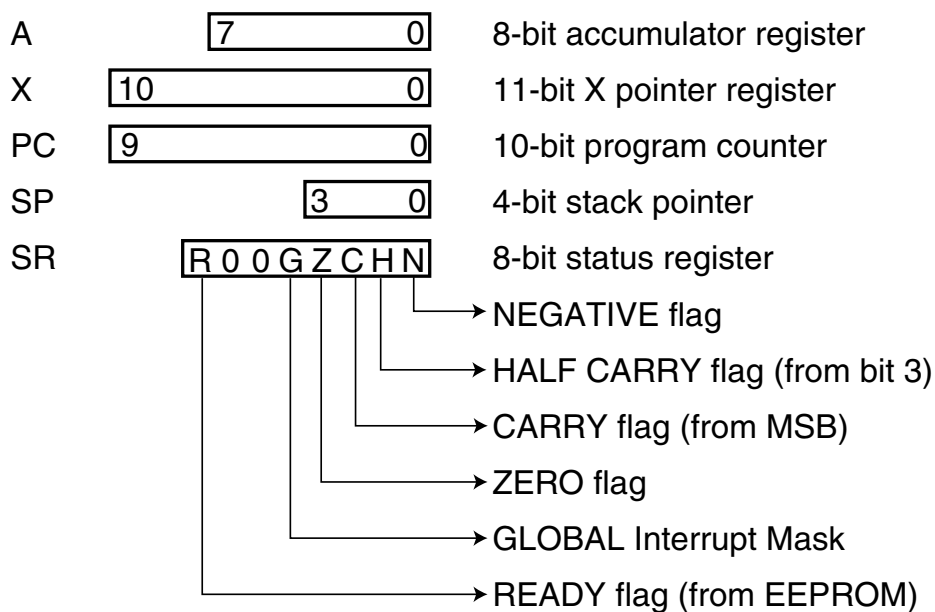 A 7 0 8-bit accumulator register
X 10 0 11-bit X pointer register
PC 9 0 10-bit program counter
SP 3 0 4-bit stack pointer
SR R 0 0 G Z C H N 8-bit status register
NEGATIVE flag
HALF CARRY flag (from bit 3)
CARRY flag (from MSB)
ZERO flag
GLOBAL Interrupt Mask
READY flag (from EEPROM)